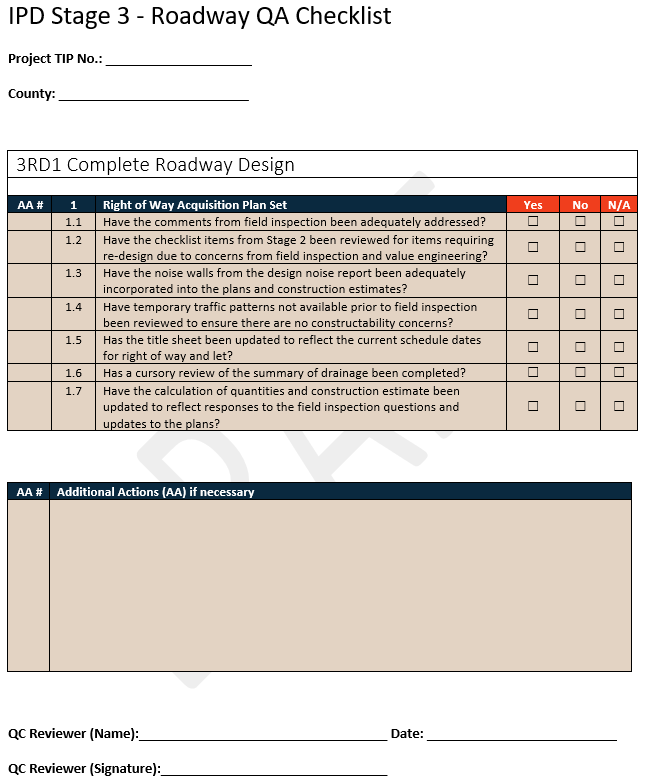 IPD Stage 3 - Roadway QA Checklist
Project TIP No.: ______________________
County: _____________________________
3RD1 Complete Roadway Design
AA # 1 Right of Way Acquisition Plan Set Yes No N/A
1.1 Have the comments from field inspection been adequately addressed? ☐ ☐ ☐
1.2 Have the checklist items from Stage 2 been reviewed for items requiring
re-design due to concerns from field inspection and value engineering? ☐ ☐ ☐
1.3 Have the noise walls from the design noise report been adequately
incorporated into the plans and construction estimates? ☐ ☐ ☐
1.4 Have temporary traffic patterns not available prior to field inspection
been reviewed to ensure there are no constructability concerns? ☐ ☐ ☐
1.5 Has the title sheet been updated to reflect the current schedule dates
for right of way and let? ☐ ☐ ☐
1.6 Has a cursory review of the summary of drainage been completed? ☐ ☐ ☐
1.7 Have the calculation of quantities and construction estimate been
updated to reflect responses to the field inspection questions and
updates to the plans? ☐ ☐ ☐
AA # Additional Actions (AA) if necessary
QC Reviewer (Name):______________________________________ Date: _____________________________
QC Reviewer (Signature):___________________________________